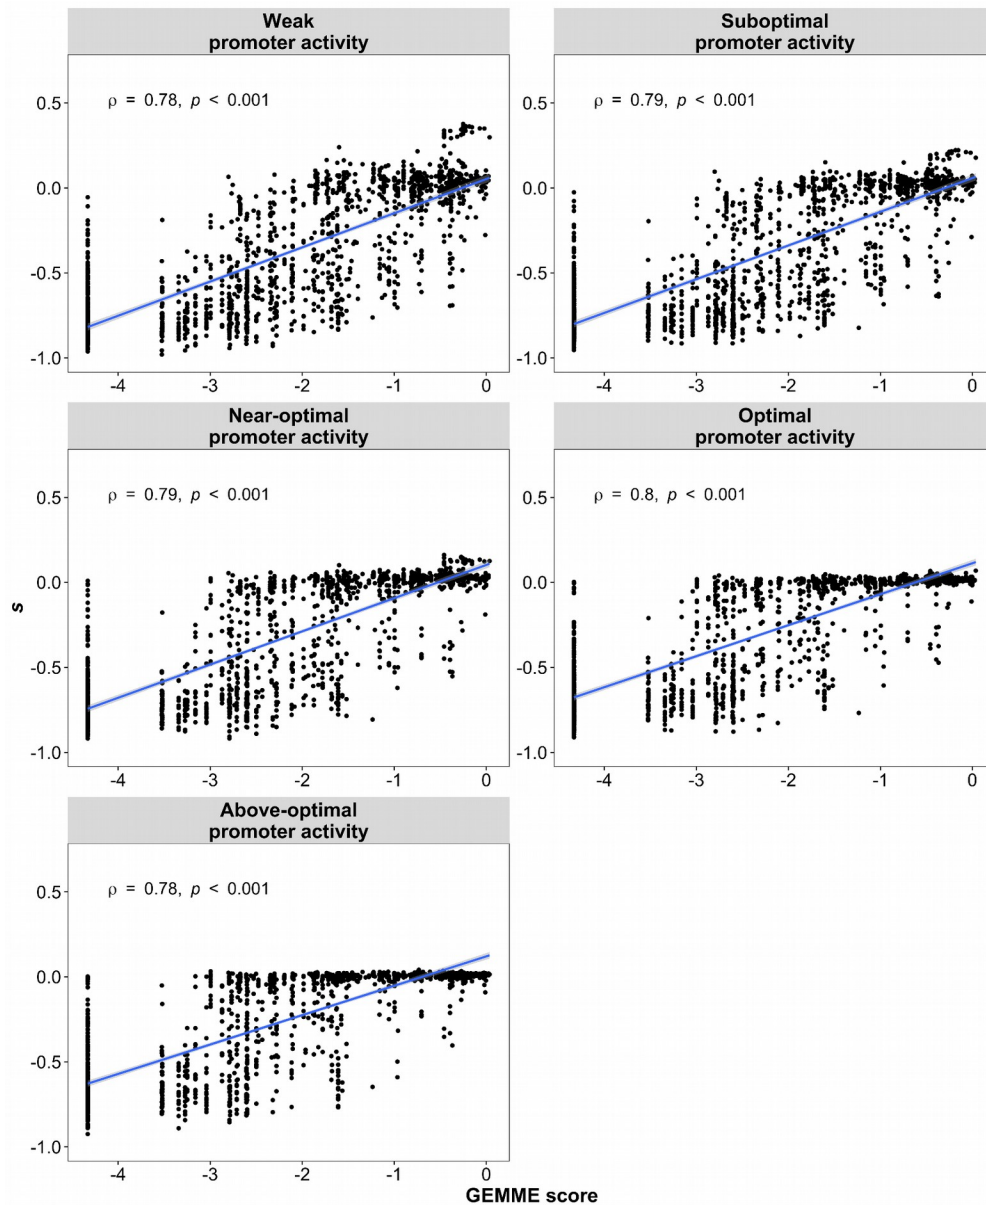 Weak
promoter activity
Suboptimal
promoter activity
ρ = 0.78, p < 0.001
ρ = 0.79, p < 0.001
0.5
0.0
-0.5
-1.0
-4 -3 -2 -1 0
0.5
0.0
-0.5
-1.0
-4 -3 -2 -1 0
Near-optimal
promoter activity
Optimal
promoter activity
ρ = 0.79, p < 0.001
ρ = 0.8, p < 0.001
s
0.5
0.0
-0.5
-1.0
-4 -3 -2 -1 0
0.5
0.0
-0.5
-1.0
-4 -3 -2 -1 0
Above-optimal
promoter activity
ρ = 0.78, p < 0.001
0.5
0.0
-0.5
-1.0
-4 -3 -2 -1 0
GEMME score